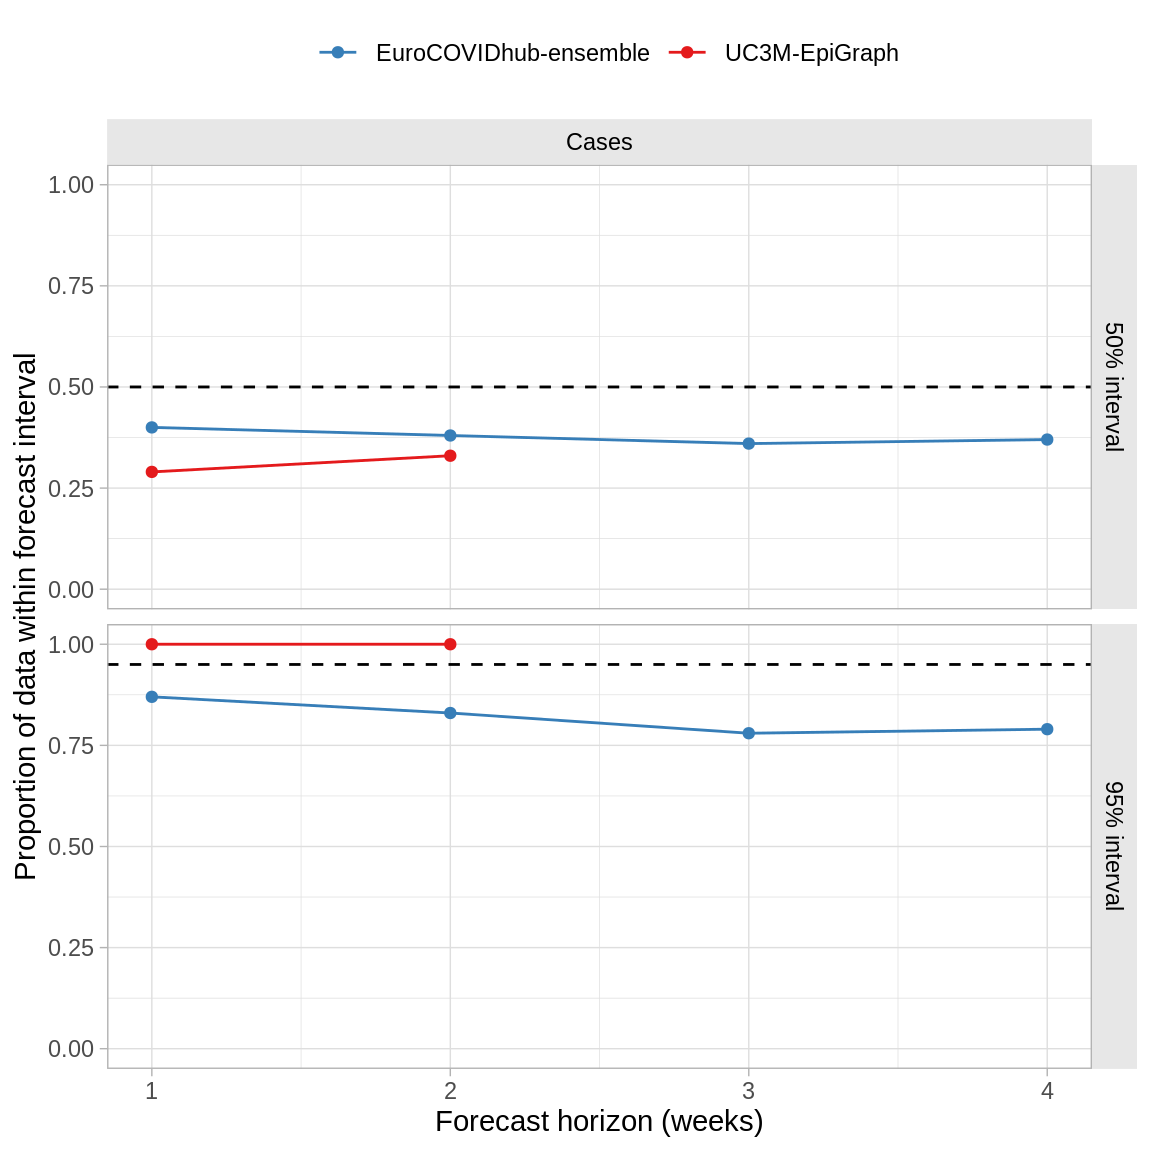 EuroCOVIDhub-ensemble UC3M-EpiGraph
Cases
Proportion of data within forecast interval
1.00
0.75
0.50
0.25
0.00
50% interval
1.00
0.75
0.50
0.25
0.00
95% interval
1 2 3 4
Forecast horizon (weeks)